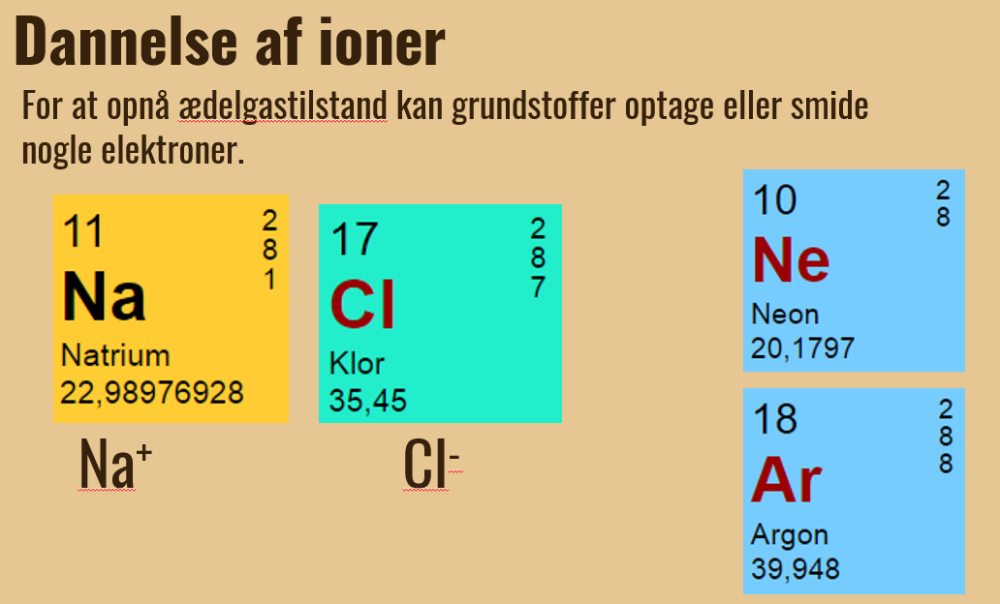 Dannelse af ioner
For at opnå ædelgastilstand kan grundstoffer optage eller smide
nogle elektroner.
11
2
8
1
Na
Natrium
22,98976928
Na⁺
17
2
8
7
Cl
Klor
35,45
Cl⁻
10
2
8
Ne
Neon
20,1797
18
2
8
8
Ar
Argon
39,948